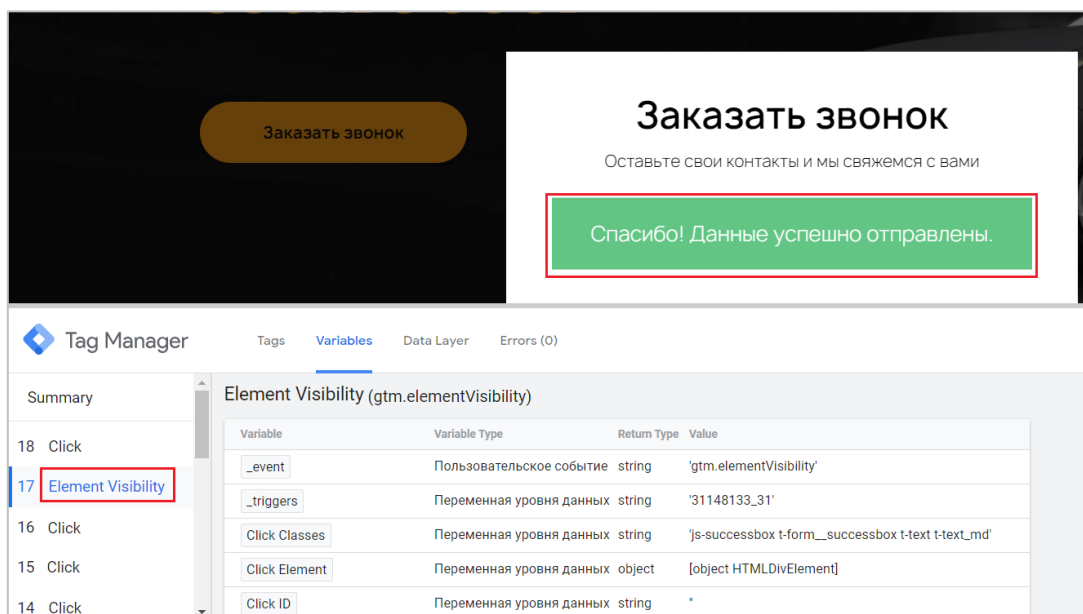 Заказать звонок
Заказать звонок
Оставьте свои контакты и мы свяжемся с вами
Спасибо! Данные успешно отправлены.
Tag Manager
Tags Variables Data Layer Errors (0)
Summary
18 Click
17 Element Visibility
16 Click
15 Click
14 Click
Element Visibility (gtm.elementVisibility)
Variable Variable Type Return Type Value
_event Пользовательское событие string 'gtm.elementVisibility'
_triggers Переменная уровня данных string '31148133_31'
Click Classes Переменная уровня данных string 'js-successbox t-form__successbox t-text t-text_md'
Click Element Переменная уровня данных object [object HTMLDivElement]
Click ID Переменная уровня данных string ''